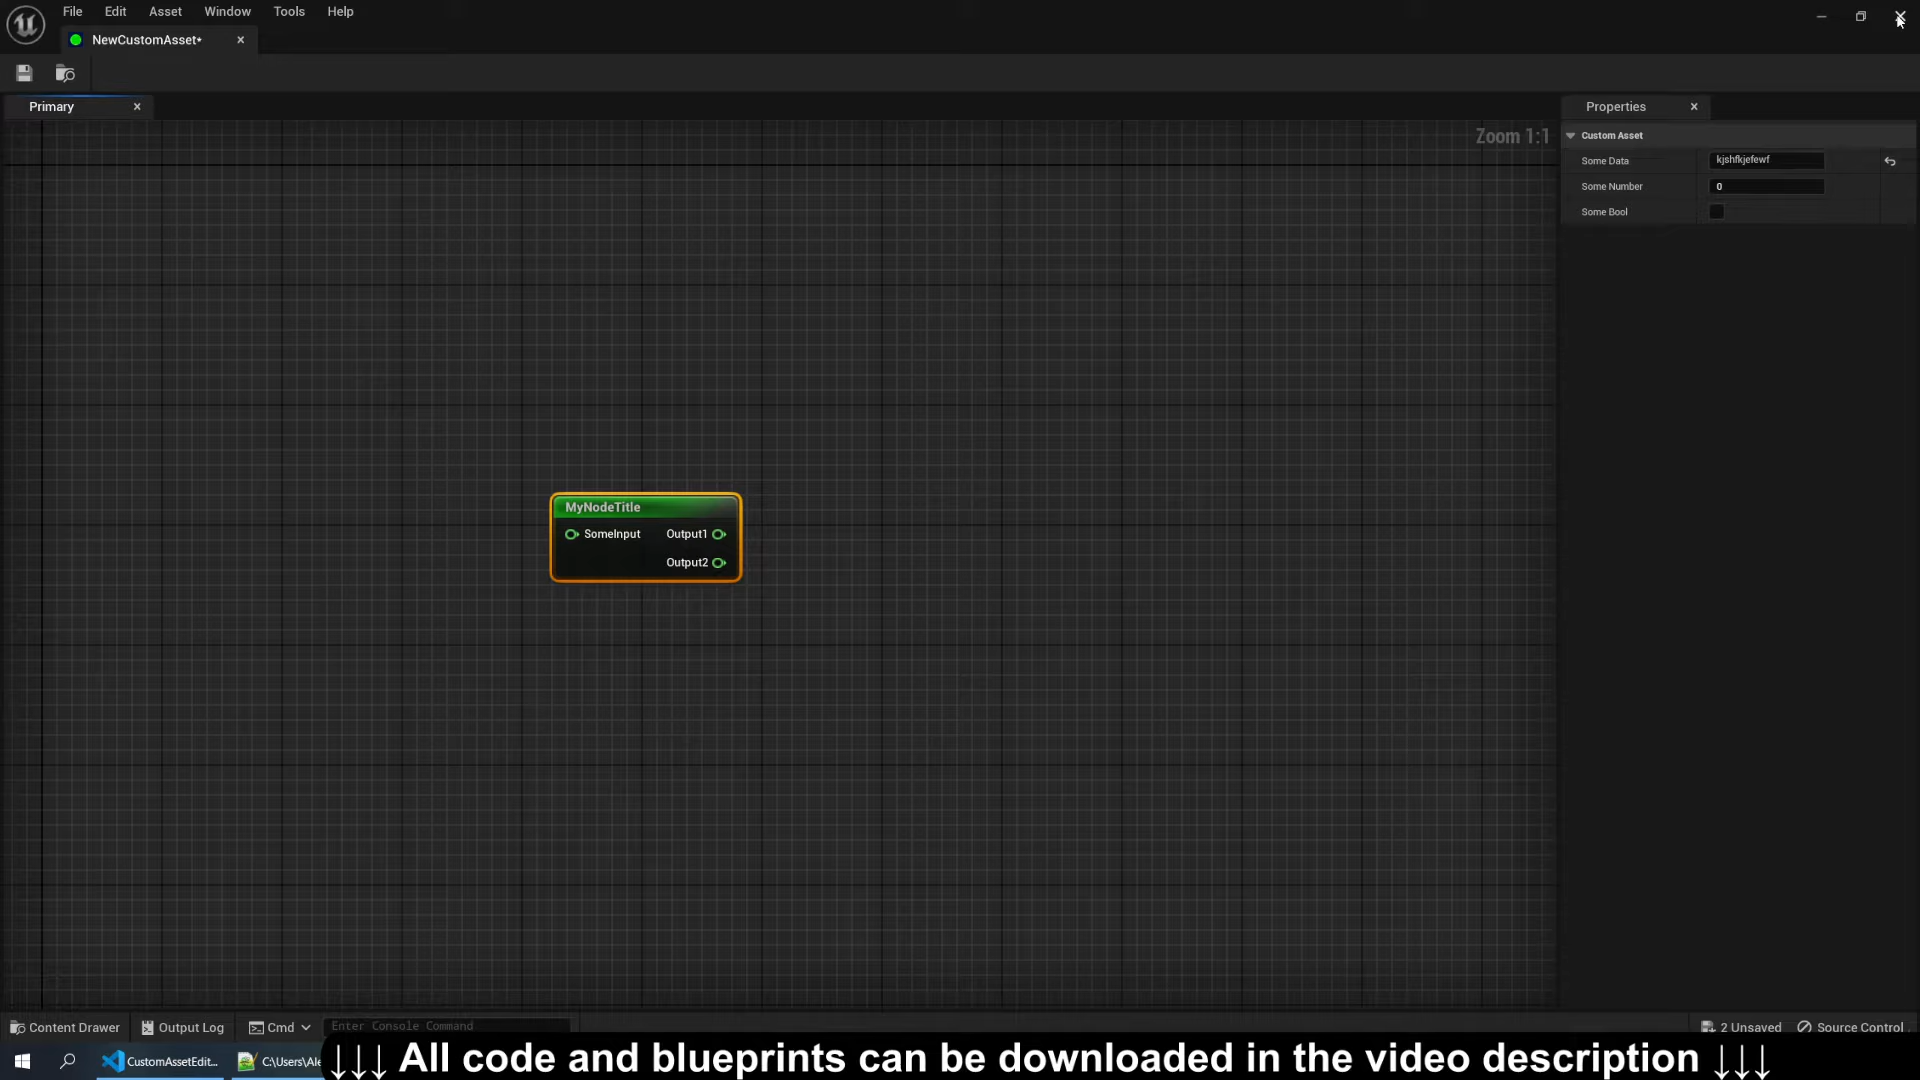 File Edit Asset Window Tools Help
NewCustomAsset*
Primary
Zoom 1:1
Properties
Custom Asset
Some Data kjshfkjefewf
Some Number 0
Some Bool
MyNodeTitle
SomeInput Output1
Output2
Content Drawer Output Log Cmd Enter Console Command 2 Unsaved Source Control
CustomAssetEdit... C:\Users\Ale
↓↓↓ All code and blueprints can be downloaded in the video description ↓↓↓